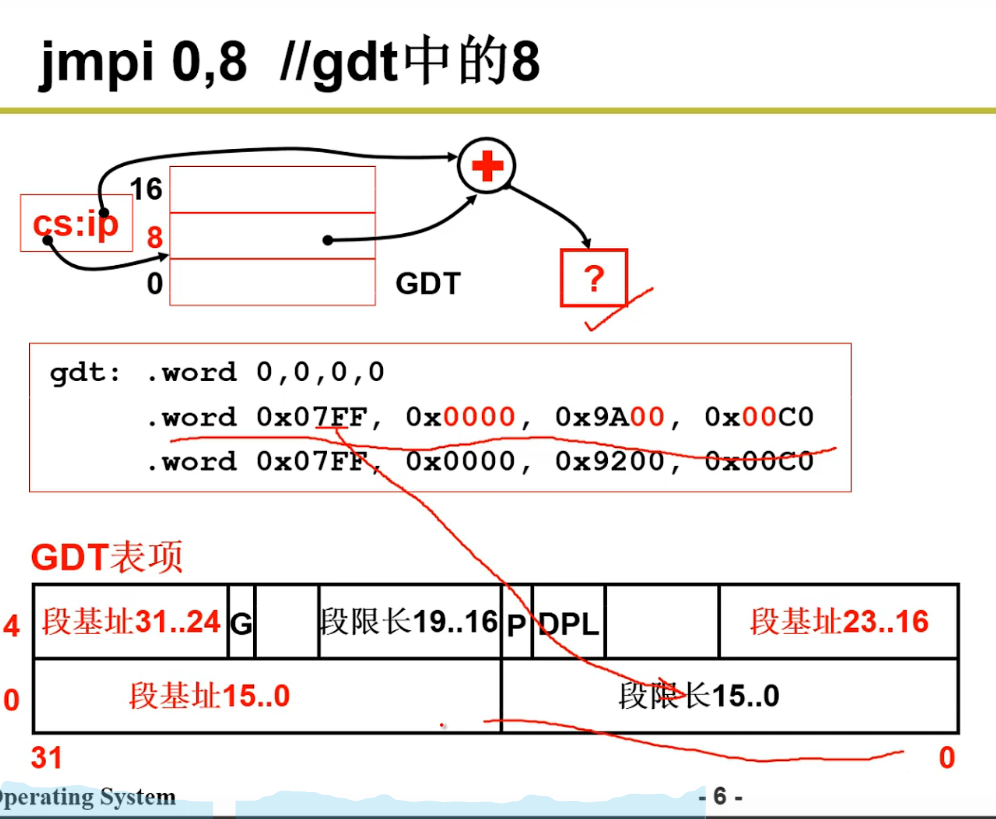 jmpi 0,8 //gdt中的8
16
cs:ip
8
0
GDT
?
gdt: .word 0,0,0,0
.word 0x07FF, 0x0000, 0x9A00, 0x00C0
.word 0x07FF, 0x0000, 0x9200, 0x00C0
GDT表项
4 段基址31..24 G 段限长19..16 P DPL 段基址23..16
0 段基址15..0 段限长15..0
31 0
perating System - 6 -